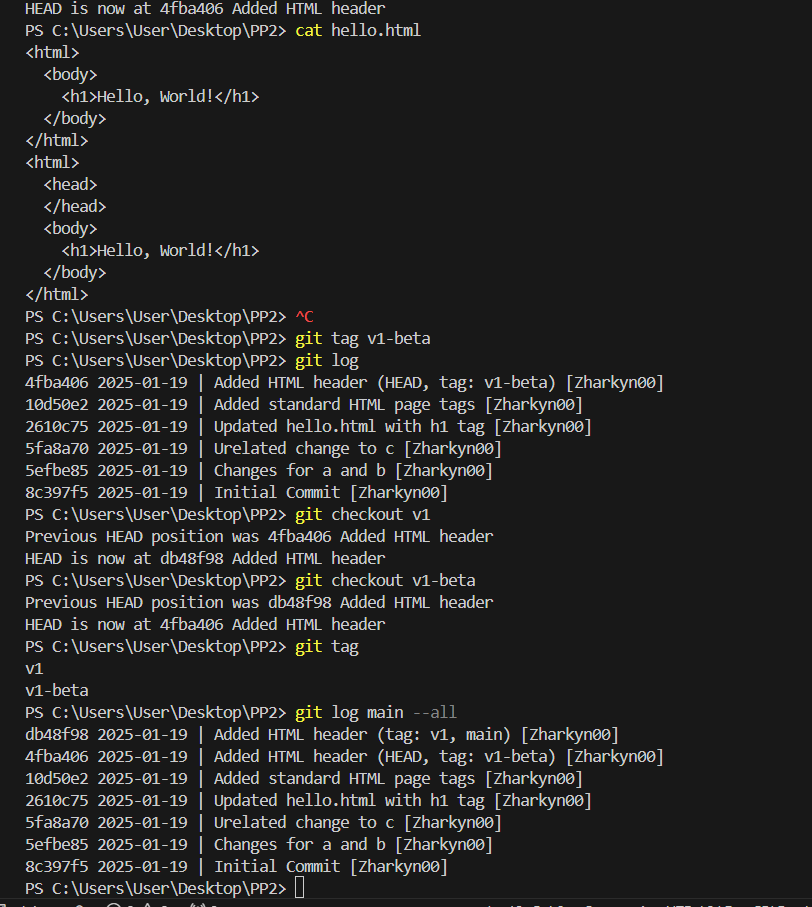 HEAD is now at 4fba406 Added HTML header
PS C:\Users\User\Desktop\PP2> cat hello.html
<html>
  <body>
    <h1>Hello, World!</h1>
  </body>
</html>
<html>
  <head>
  </head>
  <body>
    <h1>Hello, World!</h1>
  </body>
</html>
PS C:\Users\User\Desktop\PP2> ^C
PS C:\Users\User\Desktop\PP2> git tag v1-beta
PS C:\Users\User\Desktop\PP2> git log
4fba406 2025-01-19 | Added HTML header (HEAD, tag: v1-beta) [Zharkyn00]
10d50e2 2025-01-19 | Added standard HTML page tags [Zharkyn00]
2610c75 2025-01-19 | Updated hello.html with h1 tag [Zharkyn00]
5fa8a70 2025-01-19 | Urelated change to c [Zharkyn00]
5efbe85 2025-01-19 | Changes for a and b [Zharkyn00]
8c397f5 2025-01-19 | Initial Commit [Zharkyn00]
PS C:\Users\User\Desktop\PP2> git checkout v1
Previous HEAD position was 4fba406 Added HTML header
HEAD is now at db48f98 Added HTML header
PS C:\Users\User\Desktop\PP2> git checkout v1-beta
Previous HEAD position was db48f98 Added HTML header
HEAD is now at 4fba406 Added HTML header
PS C:\Users\User\Desktop\PP2> git tag
v1
v1-beta
PS C:\Users\User\Desktop\PP2> git log main --all
db48f98 2025-01-19 | Added HTML header (tag: v1, main) [Zharkyn00]
4fba406 2025-01-19 | Added HTML header (HEAD, tag: v1-beta) [Zharkyn00]
10d50e2 2025-01-19 | Added standard HTML page tags [Zharkyn00]
2610c75 2025-01-19 | Updated hello.html with h1 tag [Zharkyn00]
5fa8a70 2025-01-19 | Urelated change to c [Zharkyn00]
5efbe85 2025-01-19 | Changes for a and b [Zharkyn00]
8c397f5 2025-01-19 | Initial Commit [Zharkyn00]
PS C:\Users\User\Desktop\PP2>